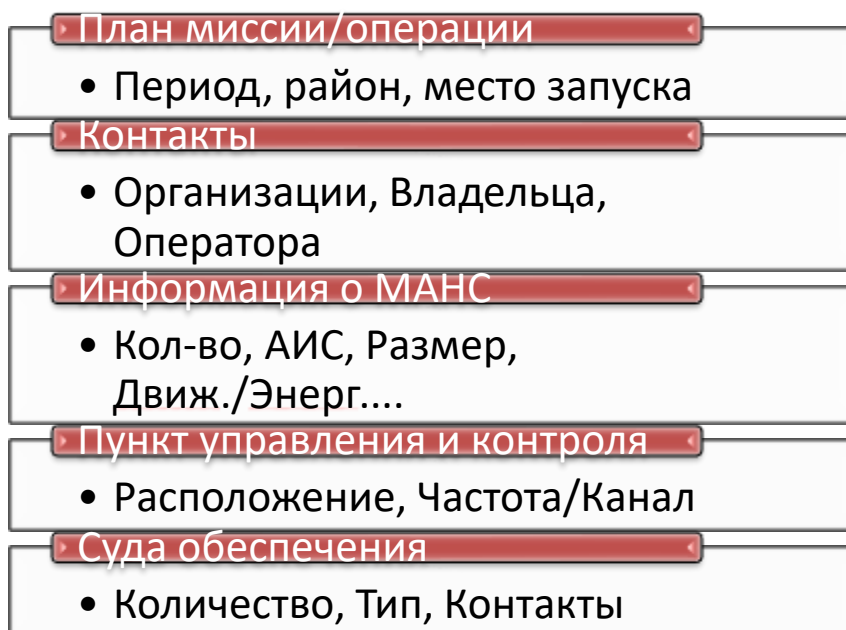 План миссии/операции
• Период, район, место запуска
Контакты
• Организации, Владельца,
Оператора
Информация о МАНС
• Кол-во, АИС, Размер,
Движ./Энерг....
Пункт управления и контроля
• Расположение, Частота/Канал
Суда обеспечения
• Количество, Тип, Контакты